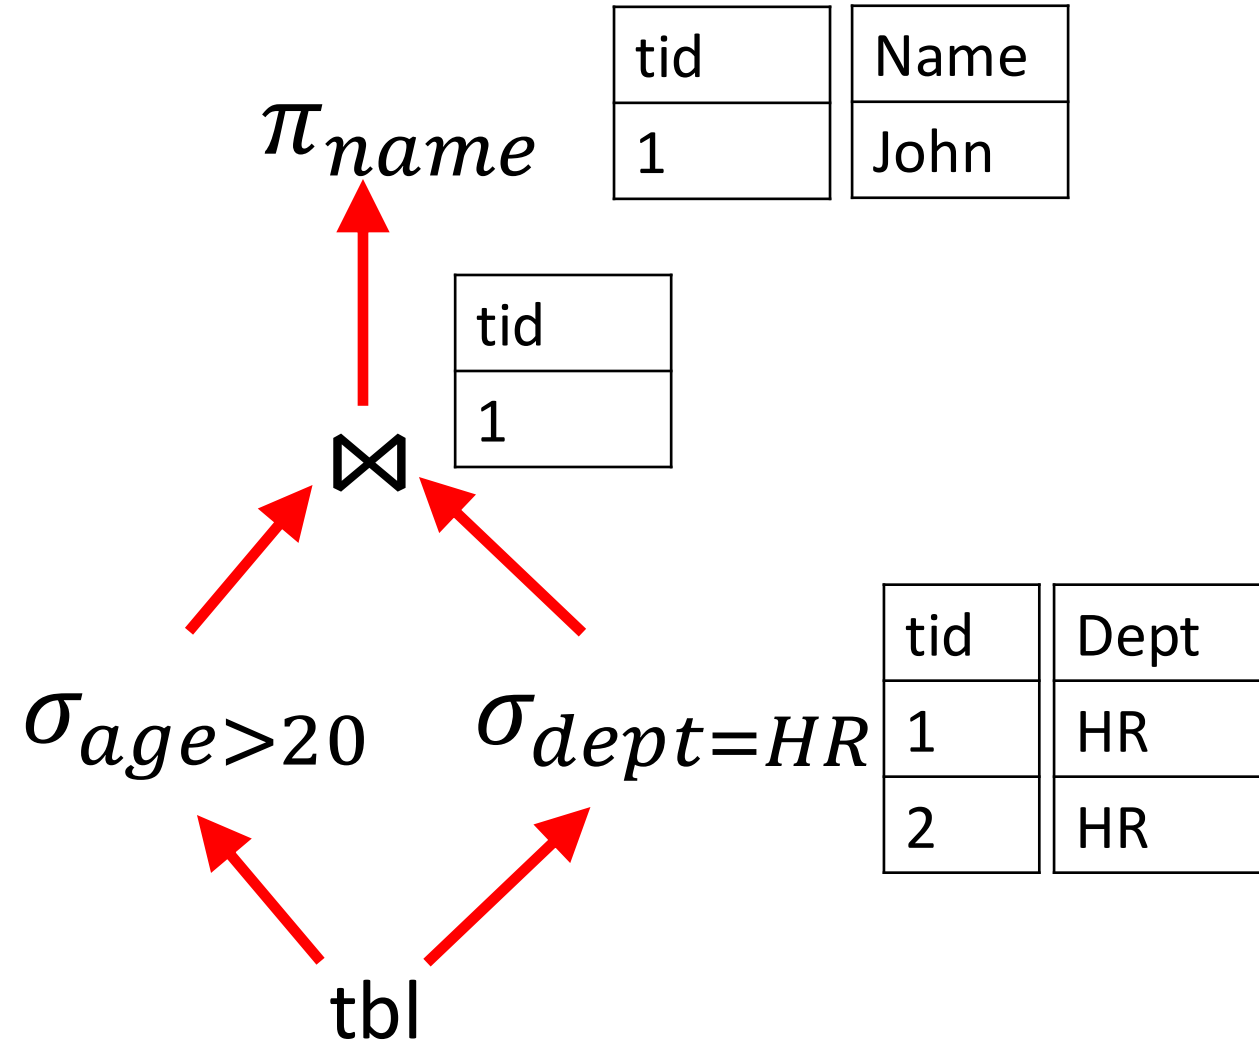 tid Name
π_name 1 John
tid
1
⋈
tid Dept
σ_age>20 σ_dept=HR 1 HR
2 HR
tbl